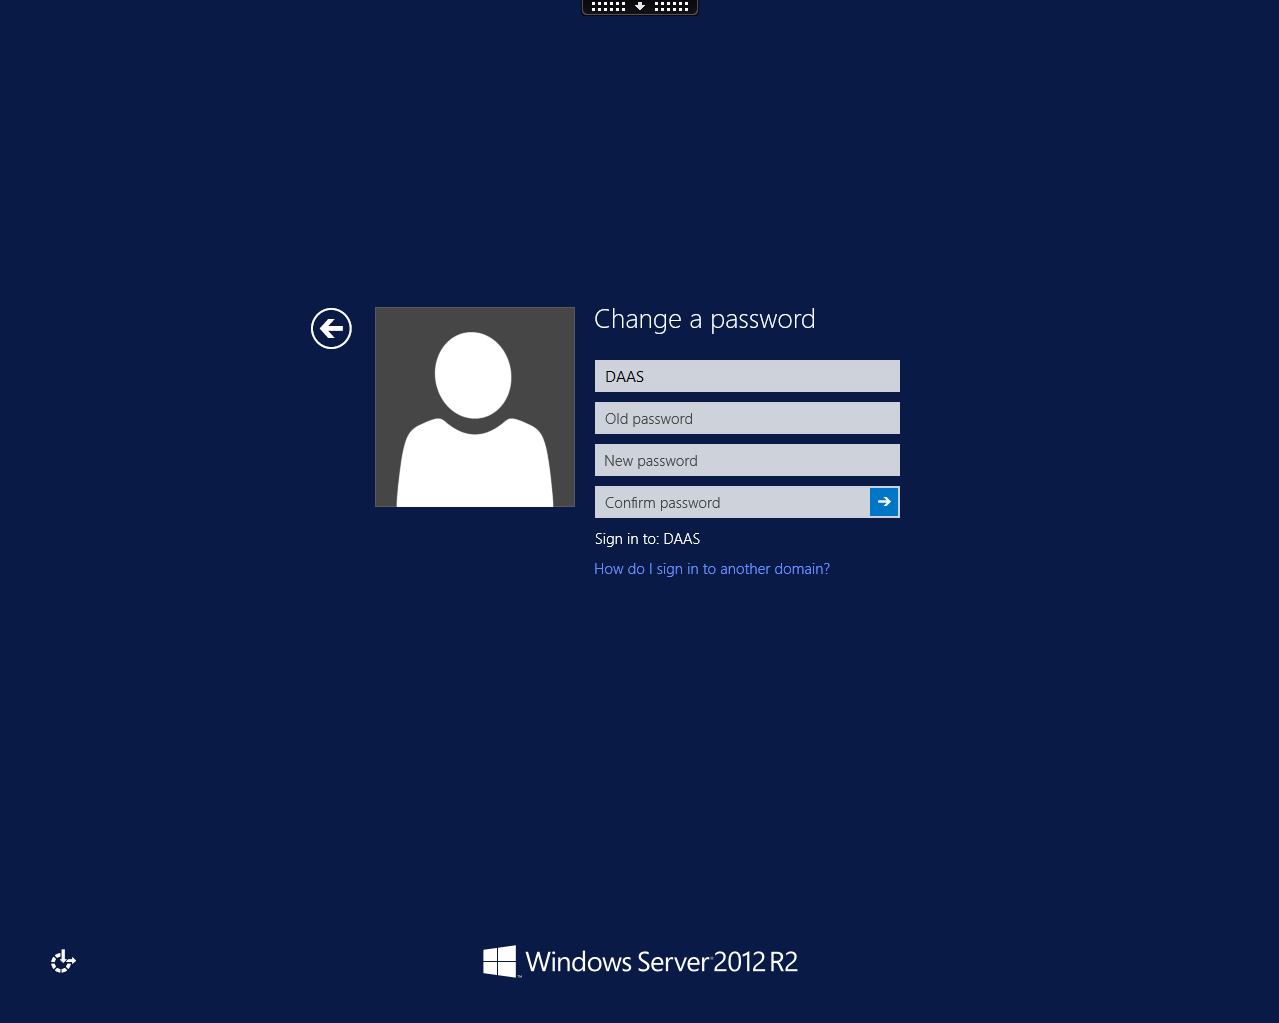 Change a password
DAAS
Old password
New password
Confirm password
Sign in to: DAAS
How do I sign in to another domain?
Windows Server 2012 R2